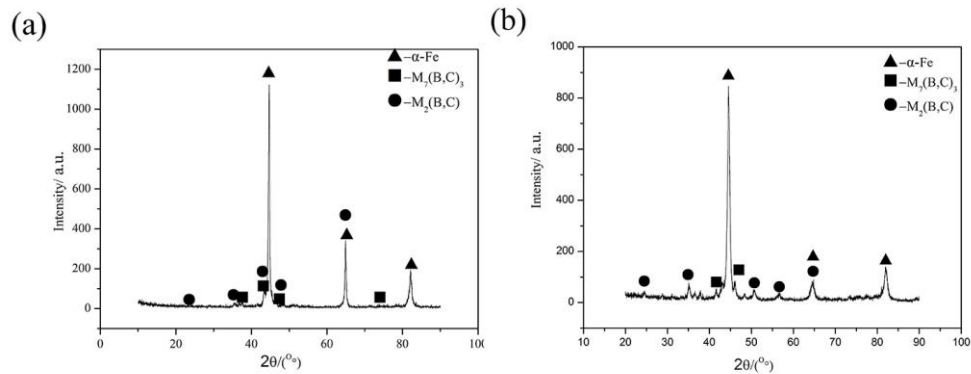 (a)
1200
1000
800
600
400
200
0
Intensity/ a.u.
▲–α-Fe
■–M₇(B,C)₃
●–M₂(B,C)
0 20 40 60 80 100
2θ/(°°)
(b)
1000
800
600
400
200
0
Intensity/ a.u.
▲–α-Fe
■–M₇(B,C)₃
●–M₂(B,C)
10 20 30 40 50 60 70 80 90 100
2θ/(°°)